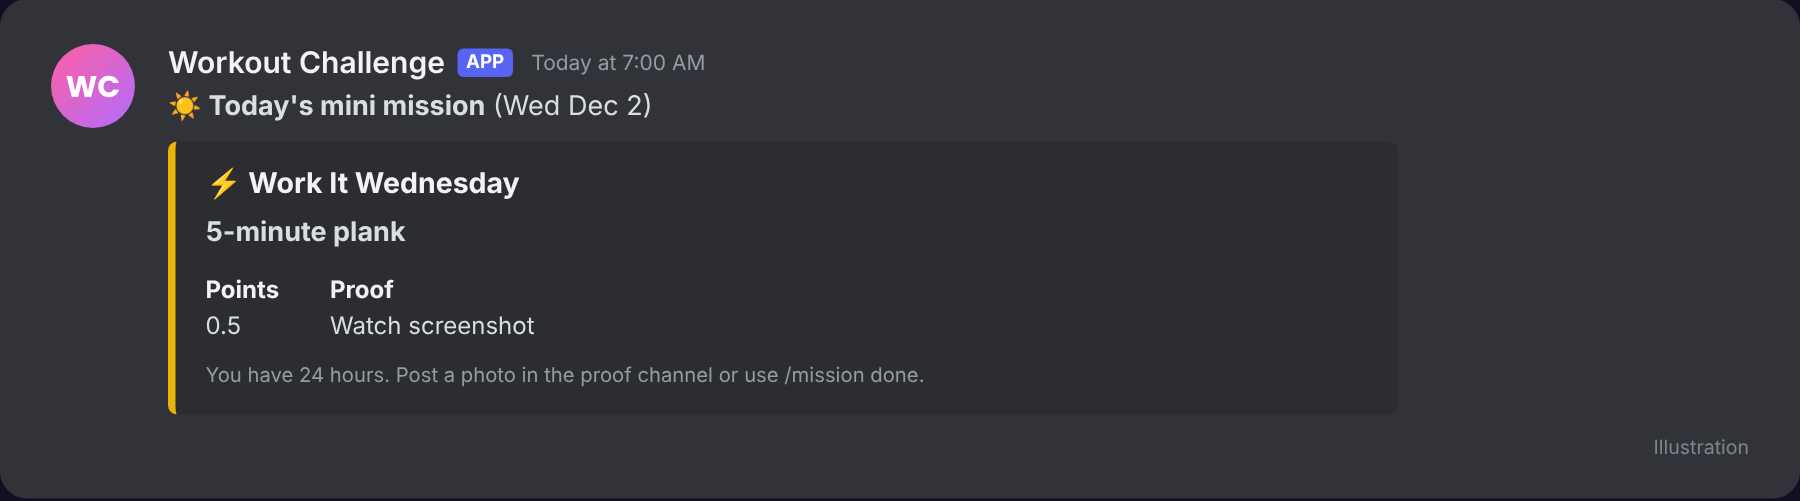 WC
Workout Challenge APP Today at 7:00 AM
☀️ Today's mini mission (Wed Dec 2)
⚡ Work It Wednesday
5-minute plank
Points Proof
0.5 Watch screenshot
You have 24 hours. Post a photo in the proof channel or use /mission done.
Illustration